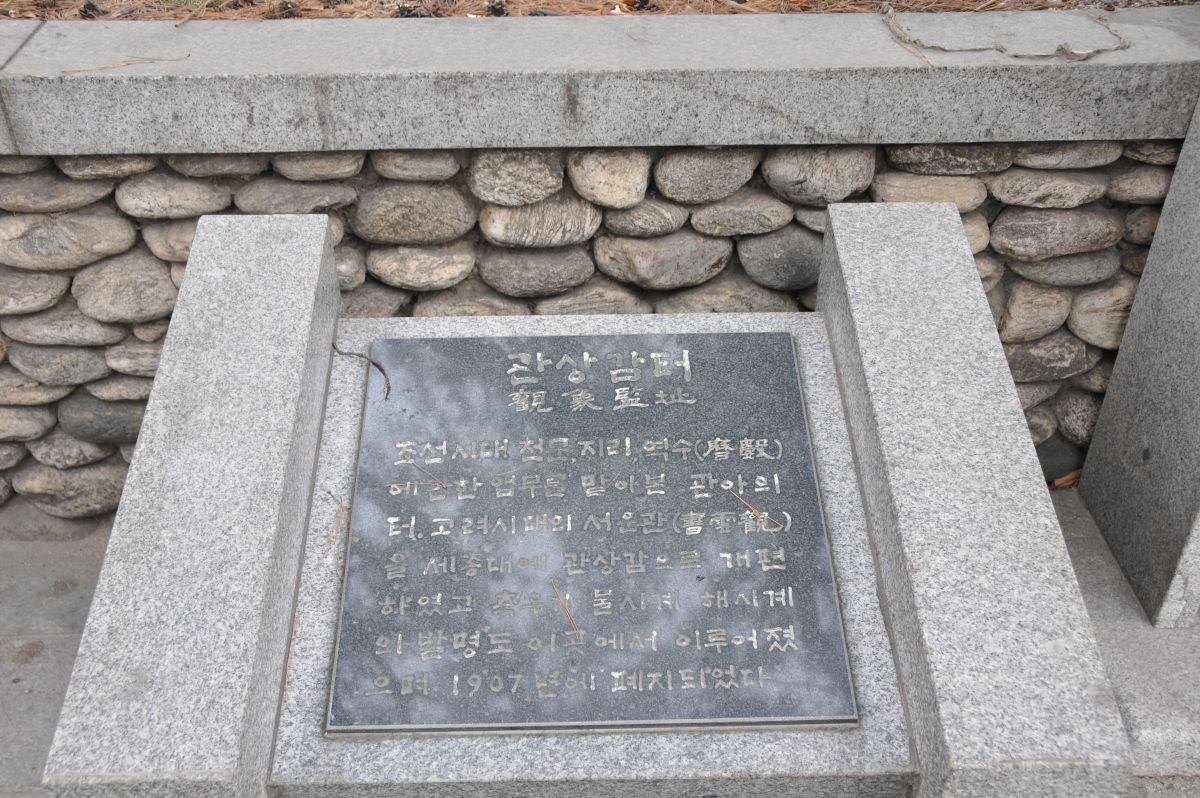 관상감터
觀象監址
조선시대 천문,지리,역수(曆數)
에관한 업무를 맡아본 관아의
터. 고려시대의 서운관(書雲觀)
을 세종대에 관상감으로 개편
하였고 측우기·물시계·해시계
의 발명도 이곳에서 이루어졌
으며 1907년에 폐지되었다.